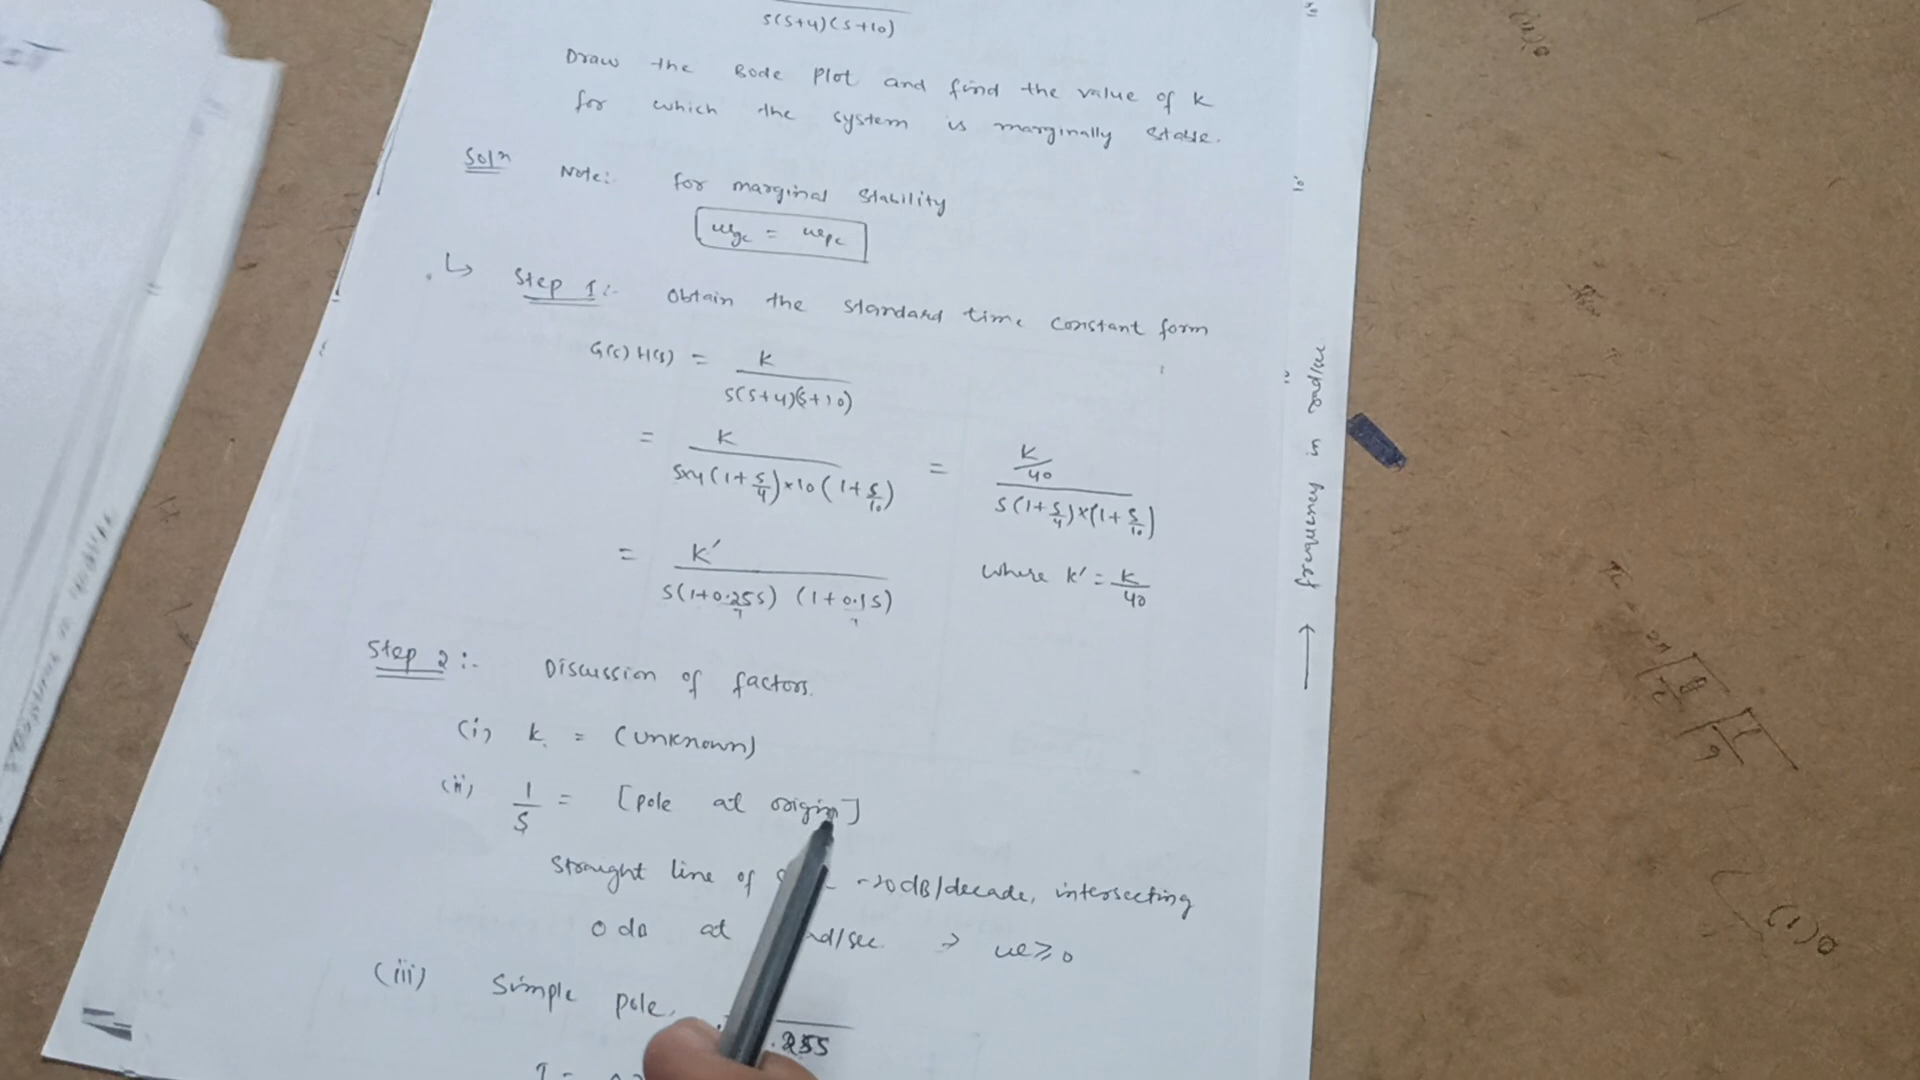 s(s+4)(s+10)
Draw the Bode Plot and find the value of K
for which the system is marginally stable.
Solⁿ Note:- for marginal stability
ωgc = ωpc
↳ Step 1:- Obtain the standard time constant form
G(s) H(s) = K / s(s+4)(s+10)
= K / s×4(1+s/4)×10(1+s/10) = K/40 / s(1+s/4)×(1+s/10)
= K' / s(1+0.25s) (1+0.1s) where K' = K/40
Step 2:- Discussion of factors.
(i) K = (unknown)
(ii) 1/s = [pole at origin]
straight line of -20dB/decade, intersecting
0 dB at rad/sec → ω≥0
(iii) Simple pole,
.25s
frequency in rad/sec